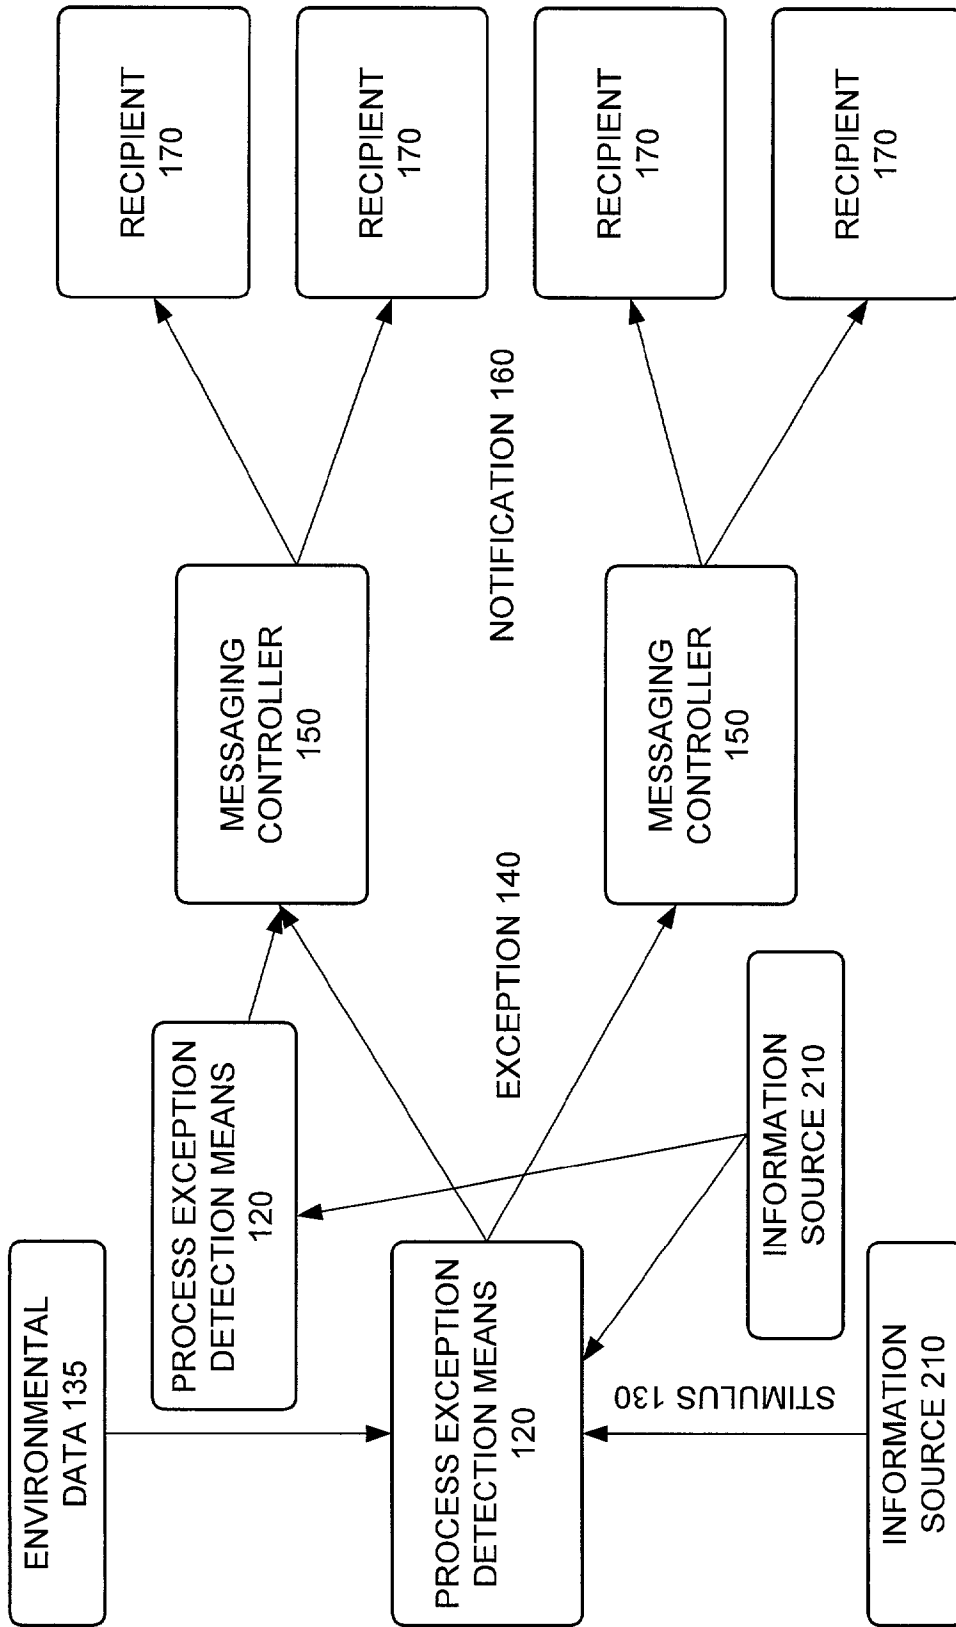 ENVIRONMENTAL
DATA 135
PROCESS EXCEPTION
DETECTION MEANS
120
PROCESS EXCEPTION
DETECTION MEANS
120
STIMULUS 130
INFORMATION
SOURCE 210
INFORMATION
SOURCE 210
EXCEPTION 140
MESSAGING
CONTROLLER
150
MESSAGING
CONTROLLER
150
NOTIFICATION 160
RECIPIENT
170
RECIPIENT
170
RECIPIENT
170
RECIPIENT
170